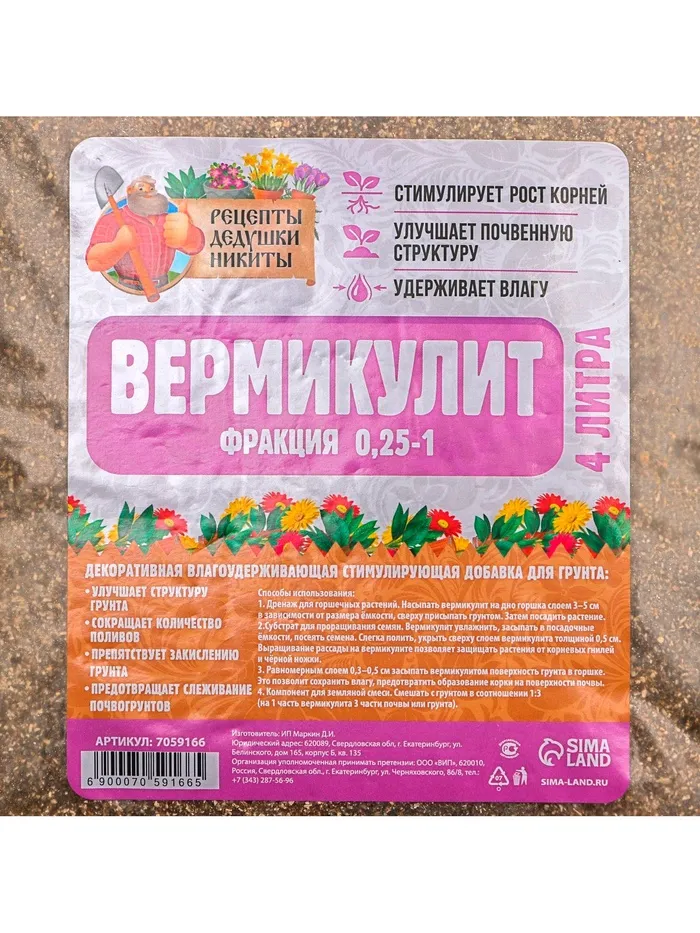 РЕЦЕПТЫ
ДЕДУШКИ
НИКИТЫ
СТИМУЛИРУЕТ РОСТ КОРНЕЙ
УЛУЧШАЕТ ПОЧВЕННУЮ
СТРУКТУРУ
УДЕРЖИВАЕТ ВЛАГУ
ВЕРМИКУЛИТ
ФРАКЦИЯ 0,25-1
4 ЛИТРА
ДЕКОРАТИВНАЯ ВЛАГОУДЕРЖИВАЮЩАЯ СТИМУЛИРУЮЩАЯ ДОБАВКА ДЛЯ ГРУНТА:
• УЛУЧШАЕТ СТРУКТУРУ
ГРУНТА
• СОКРАЩАЕТ КОЛИЧЕСТВО
ПОЛИВОВ
• ПРЕПЯТСТВУЕТ ЗАКИСЛЕНИЮ
ГРУНТА
• ПРЕДОТВРАЩАЕТ СЛЕЖИВАНИЕ
ПОЧВОГРУНТОВ
Способы использования:
1. Дренаж для горшечных растений. Насыпать вермикулит на дно горшка слоем 3–5 см
в зависимости от размера ёмкости, сверху присыпать грунтом. Затем посадить растение.
2.Субстрат для проращивания семян. Вермикулит увлажнить, засыпать в посадочные
ёмкости, посеять семена. Слегка полить, укрыть сверху слоем вермикулита толщиной 0,5 см.
Выращивание рассады на вермикулите позволяет защищать растения от корневых гнилей
и чёрной ножки.
3. Равномерным слоем 0,3–0,5 см засыпать вермикулитом поверхность грунта в горшке.
Это позволит сохранить влагу, предотвратить образование корки на поверхности почвы.
4. Компонент для земляной смеси. Смешать с грунтом в соотношении 1:3
(на 1 часть вермикулита 3 части почвы или грунта).
АРТИКУЛ: 7059166
6 900070 591665
Изготовитель: ИП Маркин Д.И.
Юридический адрес: 620089, Свердловская обл., г. Екатеринбург, ул.
Белинского, дом 165, корпус Б, кв. 135
Организация уполномоченная принимать претензии: ООО «ВИП», 620010,
Россия, Свердловская обл., г. Екатеринбург, ул. Черняховского, 86/8, тел.:
+7 (343) 287-56-96
07
SIMA
LAND
SIMA-LAND.RU